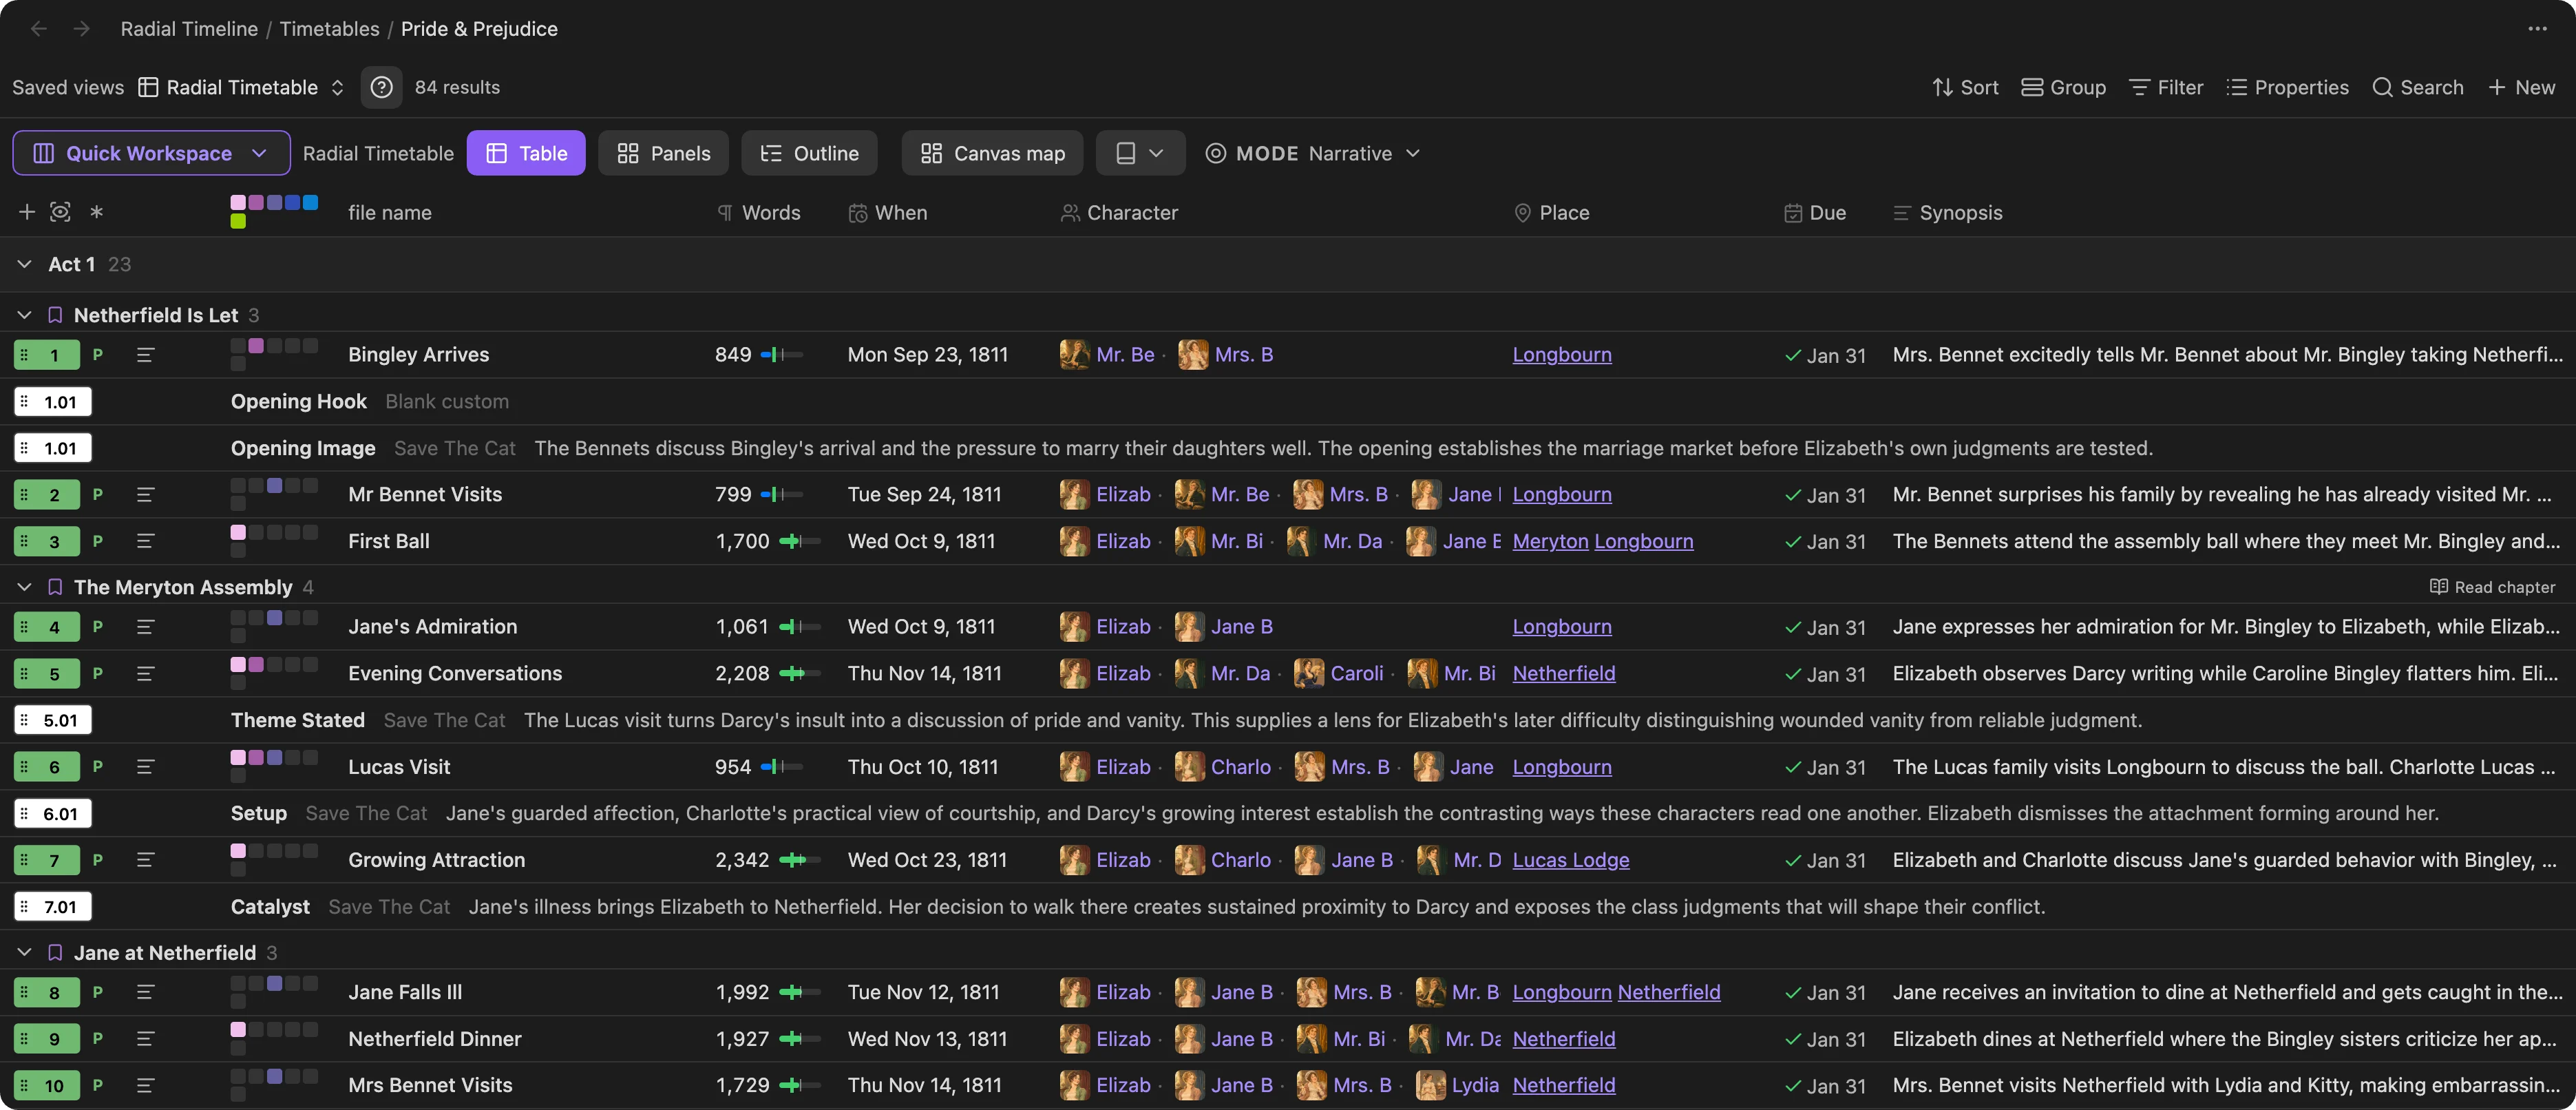 Radial Timeline / Timetables / Pride & Prejudice
Saved views Radial Timetable 84 results Sort Group Filter Properties Search New
Quick Workspace Radial Timetable Table Panels Outline Canvas map MODE Narrative
file name Words When Character Place Due Synopsis
Act 1 23
Netherfield Is Let 3
1 P Bingley Arrives 849 Mon Sep 23, 1811 Mr. Be · Mrs. B Longbourn Jan 31 Mrs. Bennet excitedly tells Mr. Bennet about Mr. Bingley taking Netherfi...
1.01 Opening Hook Blank custom
1.01 Opening Image Save The Cat The Bennets discuss Bingley's arrival and the pressure to marry their daughters well. The opening establishes the marriage market before Elizabeth's own judgments are tested.
2 P Mr Bennet Visits 799 Tue Sep 24, 1811 Elizab · Mr. Be · Mrs. B · Jane Longbourn Jan 31 Mr. Bennet surprises his family by revealing he has already visited Mr. ...
3 P First Ball 1,700 Wed Oct 9, 1811 Elizab · Mr. Bi · Mr. Da · Jane B Meryton Longbourn Jan 31 The Bennets attend the assembly ball where they meet Mr. Bingley and...
The Meryton Assembly 4 Read chapter
4 P Jane's Admiration 1,061 Wed Oct 9, 1811 Elizab · Jane B Longbourn Jan 31 Jane expresses her admiration for Mr. Bingley to Elizabeth, while Elizab...
5 P Evening Conversations 2,208 Thu Nov 14, 1811 Elizab · Mr. Da · Caroli · Mr. Bi Netherfield Jan 31 Elizabeth observes Darcy writing while Caroline Bingley flatters him. Eli...
5.01 Theme Stated Save The Cat The Lucas visit turns Darcy's insult into a discussion of pride and vanity. This supplies a lens for Elizabeth's later difficulty distinguishing wounded vanity from reliable judgment.
6 P Lucas Visit 954 Thu Oct 10, 1811 Elizab · Charlo · Mrs. B · Jane Longbourn Jan 31 The Lucas family visits Longbourn to discuss the ball. Charlotte Lucas ...
6.01 Setup Save The Cat Jane's guarded affection, Charlotte's practical view of courtship, and Darcy's growing interest establish the contrasting ways these characters read one another. Elizabeth dismisses the attachment forming around her.
7 P Growing Attraction 2,342 Wed Oct 23, 1811 Elizab · Charlo · Jane B · Mr. D Lucas Lodge Jan 31 Elizabeth and Charlotte discuss Jane's guarded behavior with Bingley, ...
7.01 Catalyst Save The Cat Jane's illness brings Elizabeth to Netherfield. Her decision to walk there creates sustained proximity to Darcy and exposes the class judgments that will shape their conflict.
Jane at Netherfield 3
8 P Jane Falls Ill 1,992 Tue Nov 12, 1811 Elizab · Jane B · Mrs. B · Mr. B Longbourn Netherfield Jan 31 Jane receives an invitation to dine at Netherfield and gets caught in the...
9 P Netherfield Dinner 1,927 Wed Nov 13, 1811 Elizab · Jane B · Mr. Bi · Mr. Da Netherfield Jan 31 Elizabeth dines at Netherfield where the Bingley sisters criticize her ap...
10 P Mrs Bennet Visits 1,729 Thu Nov 14, 1811 Elizab · Jane B · Mrs. B · Lydia Netherfield Jan 31 Mrs. Bennet visits Netherfield with Lydia and Kitty, making embarrassin...